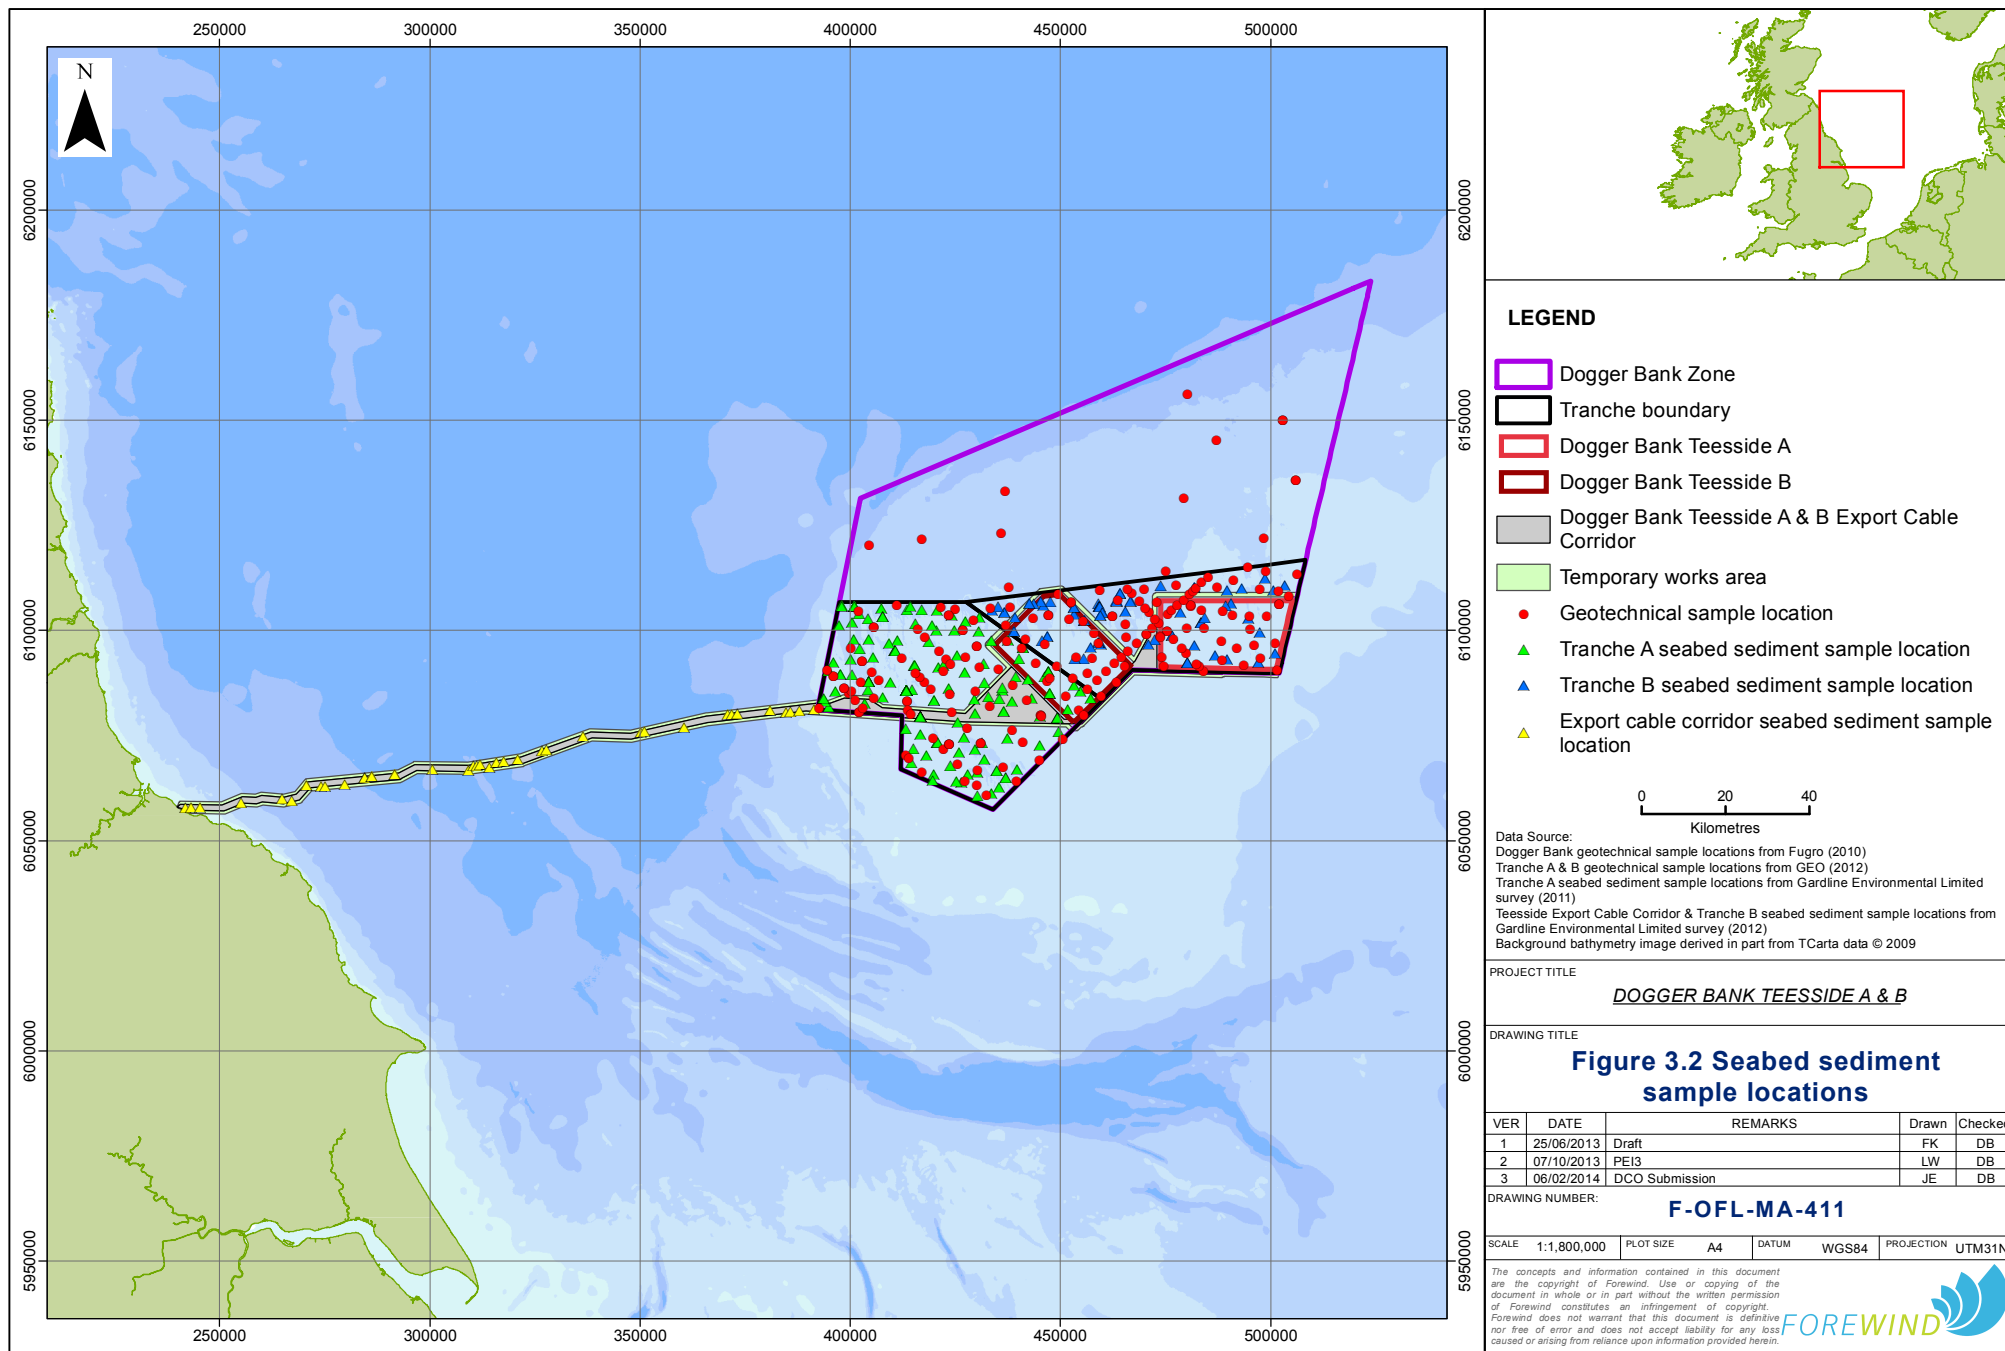 250000 300000 350000 400000 450000 500000
N
6200000 6200000
6150000 6150000
6100000 6100000
6050000 6050000
6000000 6000000
5950000 5950000
250000 300000 350000 400000 450000 500000
LEGEND
Dogger Bank Zone
Tranche boundary
Dogger Bank Teesside A
Dogger Bank Teesside B
Dogger Bank Teesside A & B Export Cable
Corridor
Temporary works area
Geotechnical sample location
Tranche A seabed sediment sample location
Tranche B seabed sediment sample location
Export cable corridor seabed sediment sample
location
0 20 40
Kilometres
Data Source:
Dogger Bank geotechnical sample locations from Fugro (2010)
Tranche A & B geotechnical sample locations from GEO (2012)
Tranche A seabed sediment sample locations from Gardline Environmental Limited
survey (2011)
Teesside Export Cable Corridor & Tranche B seabed sediment sample locations from
Gardline Environmental Limited survey (2012)
Background bathymetry image derived in part from TCarta data © 2009
PROJECT TITLE
DOGGER BANK TEESSIDE A & B
DRAWING TITLE
Figure 3.2 Seabed sediment
sample locations
VER DATE REMARKS Drawn Checked
1 25/06/2013 Draft FK DB
2 07/10/2013 PEI3 LW DB
3 06/02/2014 DCO Submission JE DB
DRAWING NUMBER:
F-OFL-MA-411
SCALE 1:1,800,000 PLOT SIZE A4 DATUM WGS84 PROJECTION UTM31N
The concepts and information contained in this document
are the copyright of Forewind. Use or copying of the
document in whole or in part without the written permission
of Forewind constitutes an infringement of copyright.
Forewind does not warrant that this document is definitive
nor free of error and does not accept liability for any loss
caused or arising from reliance upon information provided herein.
FOREWIND